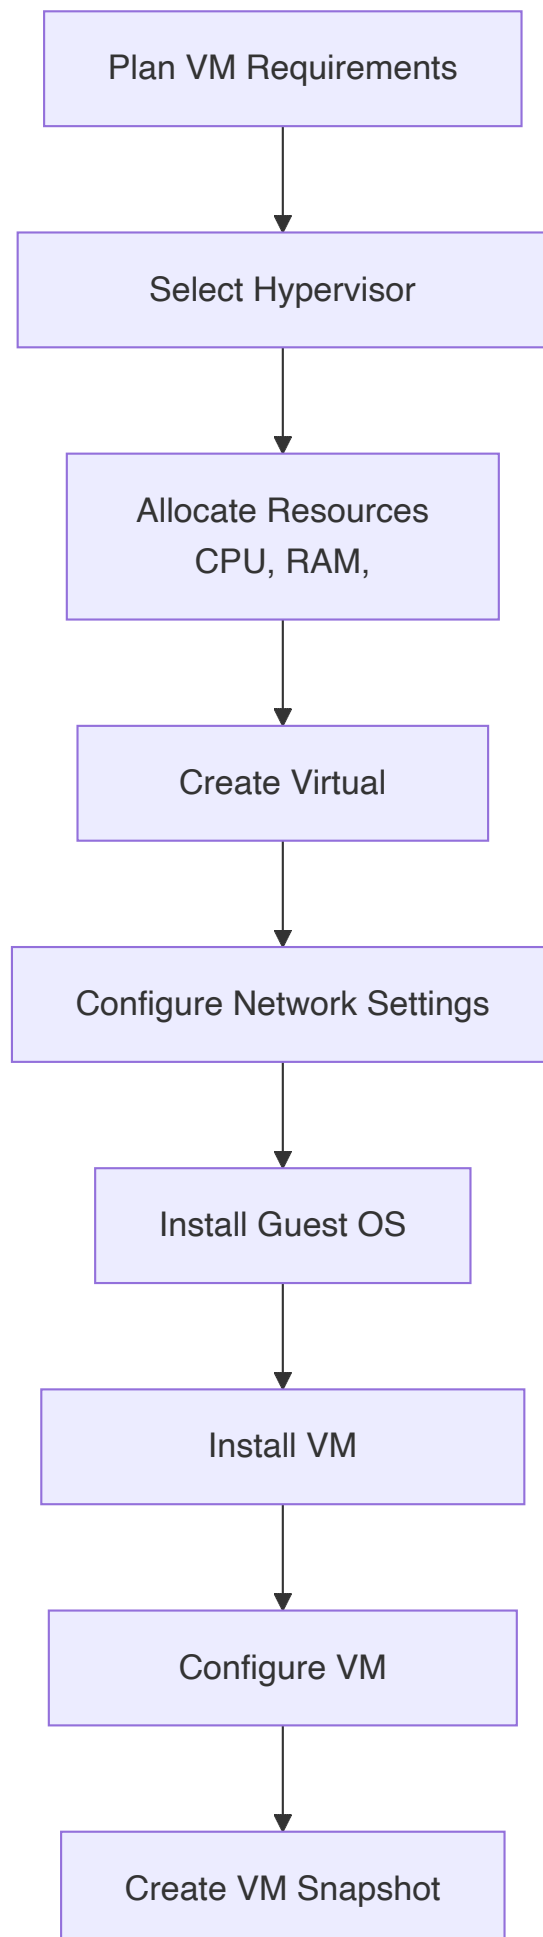 Plan VM Requirements
Select Hypervisor
Allocate Resources
CPU, RAM,
Create Virtual
Configure Network Settings
Install Guest OS
Install VM
Configure VM
Create VM Snapshot